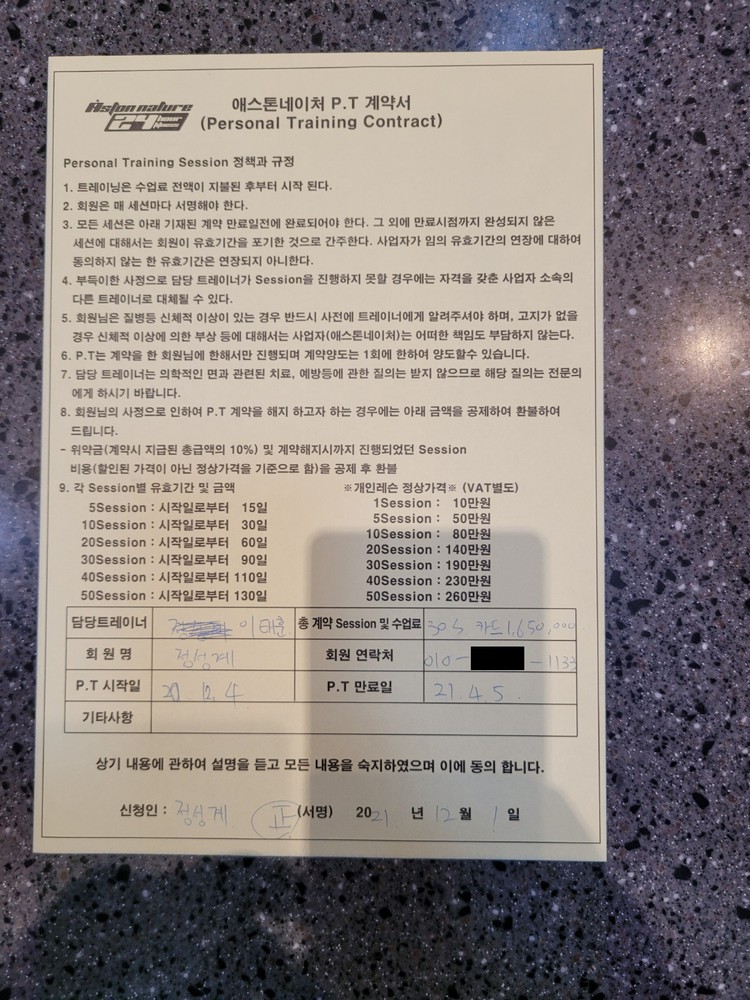 Aston nature
24
애스톤네이처 P.T 계약서
(Personal Training Contract)
Personal Training Session 정책과 규정
1. 트레이닝은 수업료 전액이 지불된 후부터 시작 된다.
2. 회원은 매 세션마다 서명해야 한다.
3. 모든 세션은 아래 기재된 계약 만료일전에 완료되어야 한다. 그 외에 만료시점까지 완성되지 않은
세션에 대해서는 회원이 유효기간을 포기한 것으로 간주한다. 사업자가 임의 유효기간의 연장에 대하여
동의하지 않는 한 유효기간은 연장되지 아니한다.
4. 부득이한 사정으로 담당 트레이너가 Session을 진행하지 못할 경우에는 자격을 갖춘 사업자 소속의
다른 트레이너로 대체될 수 있다.
5. 회원님은 질병등 신체적 이상이 있는 경우 반드시 사전에 트레이너에게 알려주셔야 하며, 고지가 없을
경우 신체적 이상에 의한 부상 등에 대해서는 사업자(애스톤네이처)는 어떠한 책임도 부담하지 않는다.
6. P.T는 계약을 한 회원님에 한해서만 진행되며 계약양도는 1회에 한하여 양도할수 있습니다.
7. 담당 트레이너는 의학적인 면과 관련된 치료, 예방등에 관한 질의는 받지 않으므로 해당 질의는 전문의
에게 하시기 바랍니다.
8. 회원님의 사정으로 인하여 P.T 계약을 해지 하고자 하는 경우에는 아래 금액을 공제하여 환불하여
드립니다.
- 위약금(계약시 지급된 총금액의 10%) 및 계약해지시까지 진행되었던 Session
비용(할인된 가격이 아닌 정상가격을 기준으로 함)을 공제 후 환불
9. 각 Session별 유효기간 및 금액 ※개인레슨 정상가격※ (VAT별도)
5Session : 시작일로부터 15일 1Session : 10만원
10Session : 시작일로부터 30일 5Session : 50만원
20Session : 시작일로부터 60일 10Session : 80만원
30Session : 시작일로부터 90일 20Session : 140만원
40Session : 시작일로부터 110일 30Session : 190만원
50Session : 시작일로부터 130일 40Session : 230만원
50Session : 260만원
담당트레이너 이태훈 총 계약 Session 및 수업료 30S 카드 1,650,000
회 원 명 정성계 회원 연락처 010- -1133
P.T 시작일 21 12. 4 P.T 만료일 21. 4. 5.
기타사항
상기 내용에 관하여 설명을 듣고 모든 내용을 숙지하였으며 이에 동의 합니다.
신청인 : 정성계 正 (서명) 2021 년 12 월 1 일